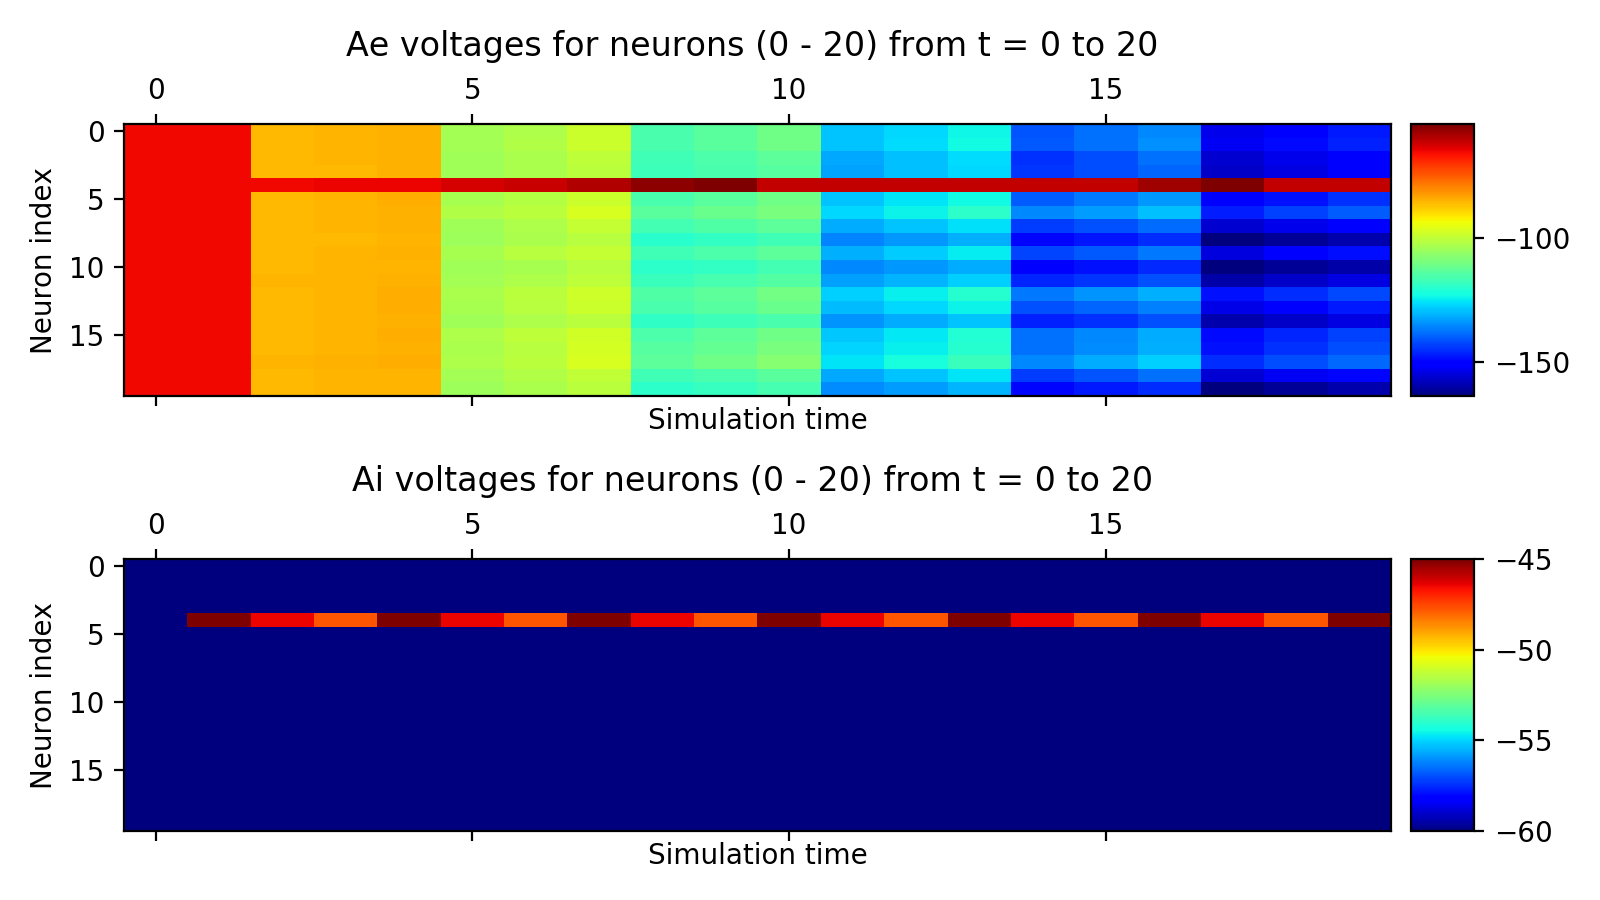 Ae voltages for neurons (0 - 20) from t = 0 to 20
0 5 10 15
0
5
10
15
Neuron index
Simulation time
−100
−150
Ai voltages for neurons (0 - 20) from t = 0 to 20
0 5 10 15
0
5
10
15
Neuron index
Simulation time
−45
−50
−55
−60